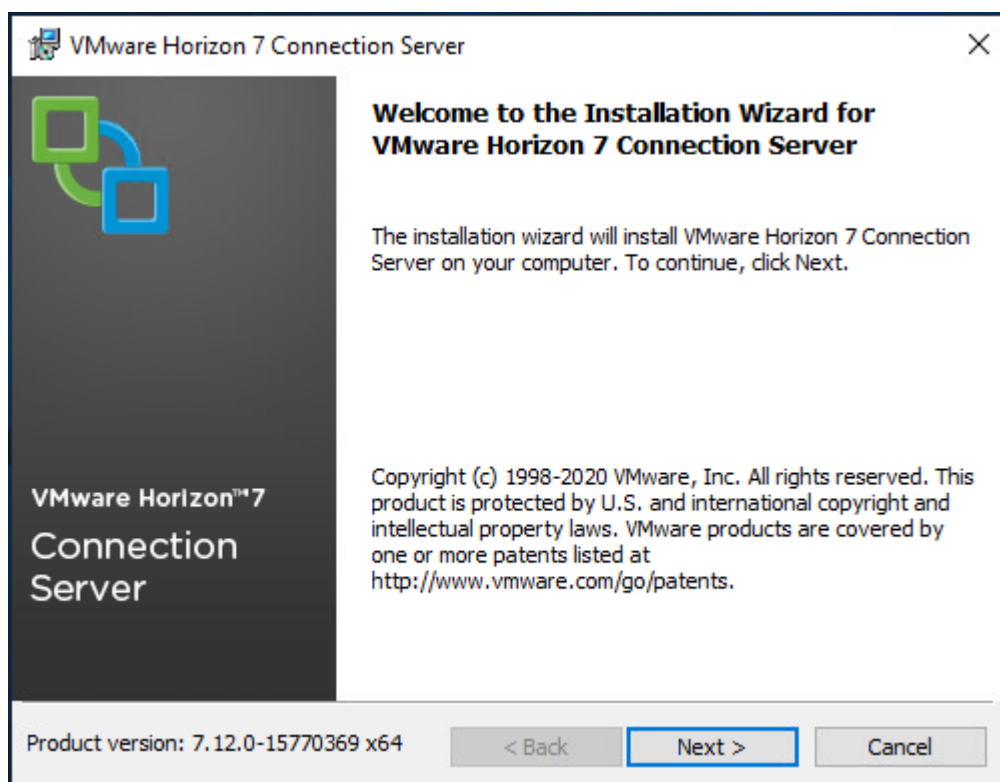 VMware Horizon 7 Connection Server
Welcome to the Installation Wizard for
VMware Horizon 7 Connection Server
The installation wizard will install VMware Horizon 7 Connection
Server on your computer. To continue, click Next.
Copyright (c) 1998-2020 VMware, Inc. All rights reserved. This
product is protected by U.S. and international copyright and
intellectual property laws. VMware products are covered by
one or more patents listed at
http://www.vmware.com/go/patents.
VMware Horizon™7
Connection
Server
Product version: 7.12.0-15770369 x64
< Back
Next >
Cancel